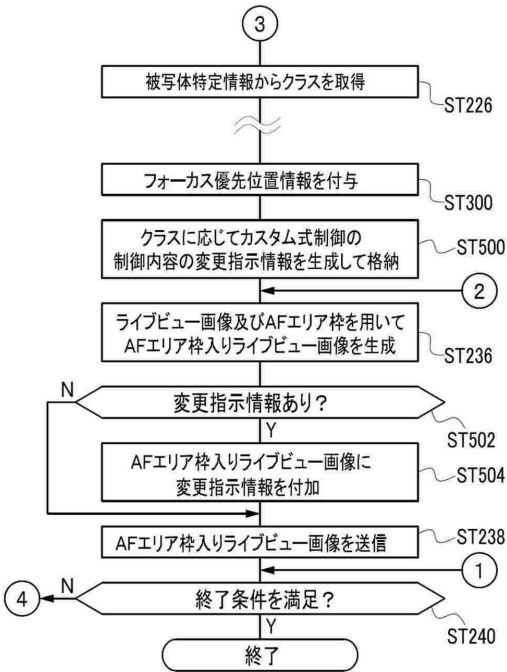 ③
被写体特定情報からクラスを取得
ST226
フォーカス優先位置情報を付与
ST300
クラスに応じてカスタム式制御の
制御内容の変更指示情報を生成して格納
ST500
②
ライブビュー画像及びAFエリア枠を用いて
AFエリア枠入りライブビュー画像を生成
ST236
N
変更指示情報あり?
ST502
Y
AFエリア枠入りライブビュー画像に
変更指示情報を付加
ST504
AFエリア枠入りライブビュー画像を送信
ST238
①
④
N
終了条件を満足?
ST240
Y
終了